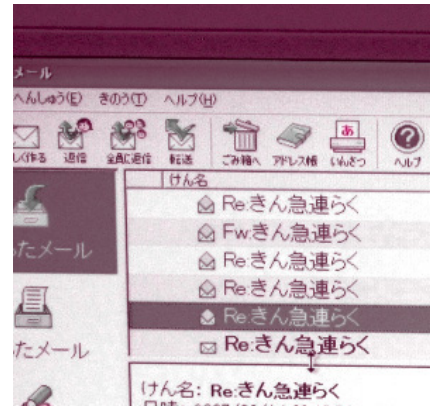 メール
へんしゅう(E) きのう(T) ヘルプ(H)
しく作る 返信 全員に返信 転送 ごみ箱へ アドレス帳 いんさつ ヘルプ
あ
けん名
Re:きん急連らく
Fw:きん急連らく
Re:きん急連らく
Re:きん急連らく
Re:きん急連らく
Re:きん急連らく
たメール
たメール
けん名: Re:きん急連らく